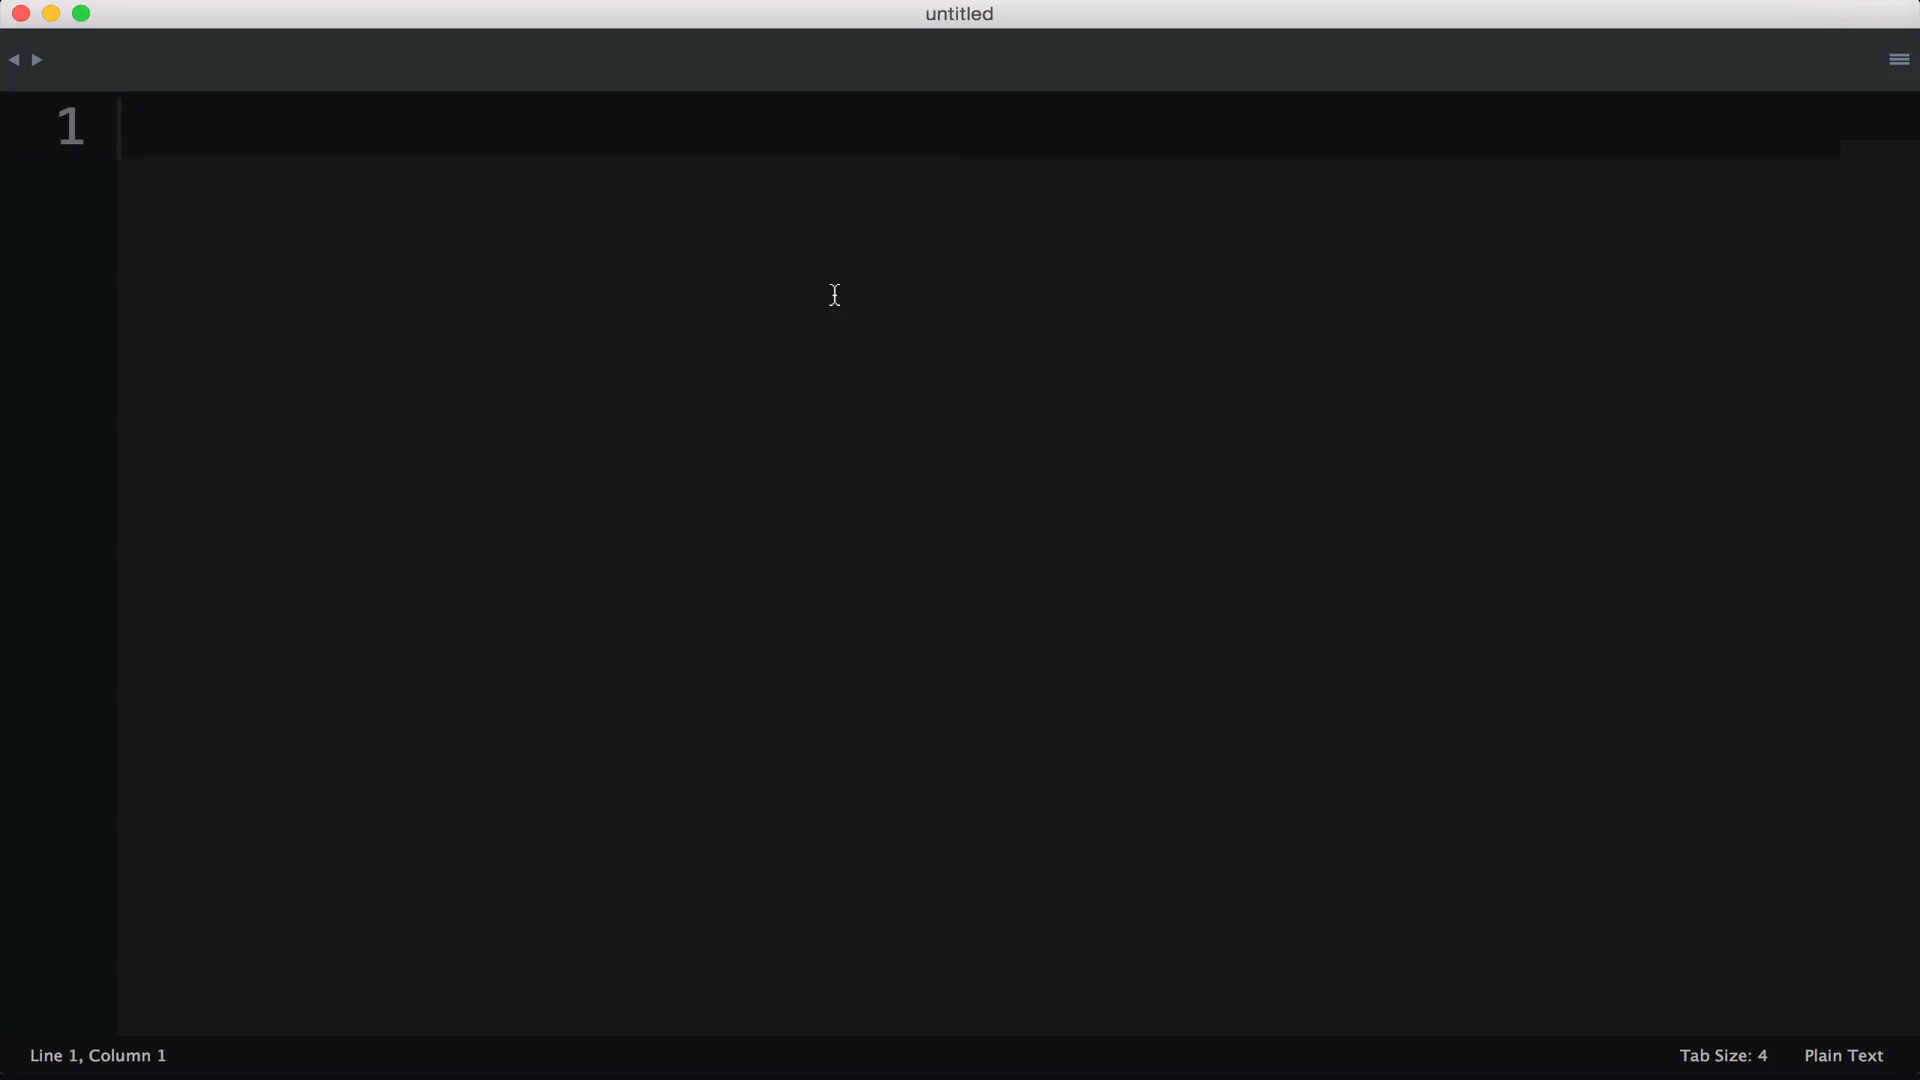 untitled
1
Line 1, Column 1
Tab Size: 4
Plain Text